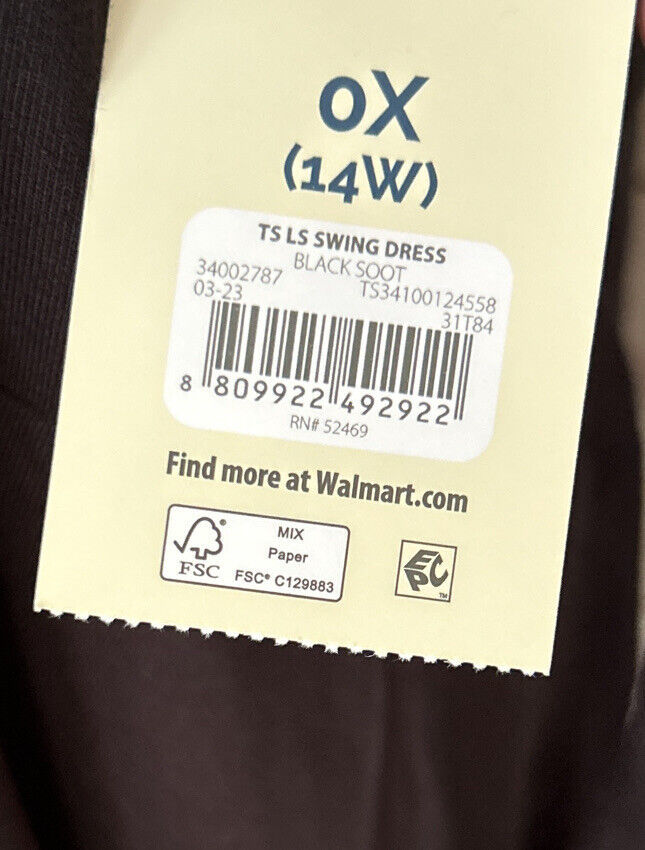 0X
(14W)
TS LS SWING DRESS
BLACK SOOT
34002787 TS34100124558
03-23 31T84
8 809922 492922
RN# 52469
Find more at Walmart.com
MIX
Paper
FSC® FSC® C129883
EPC™